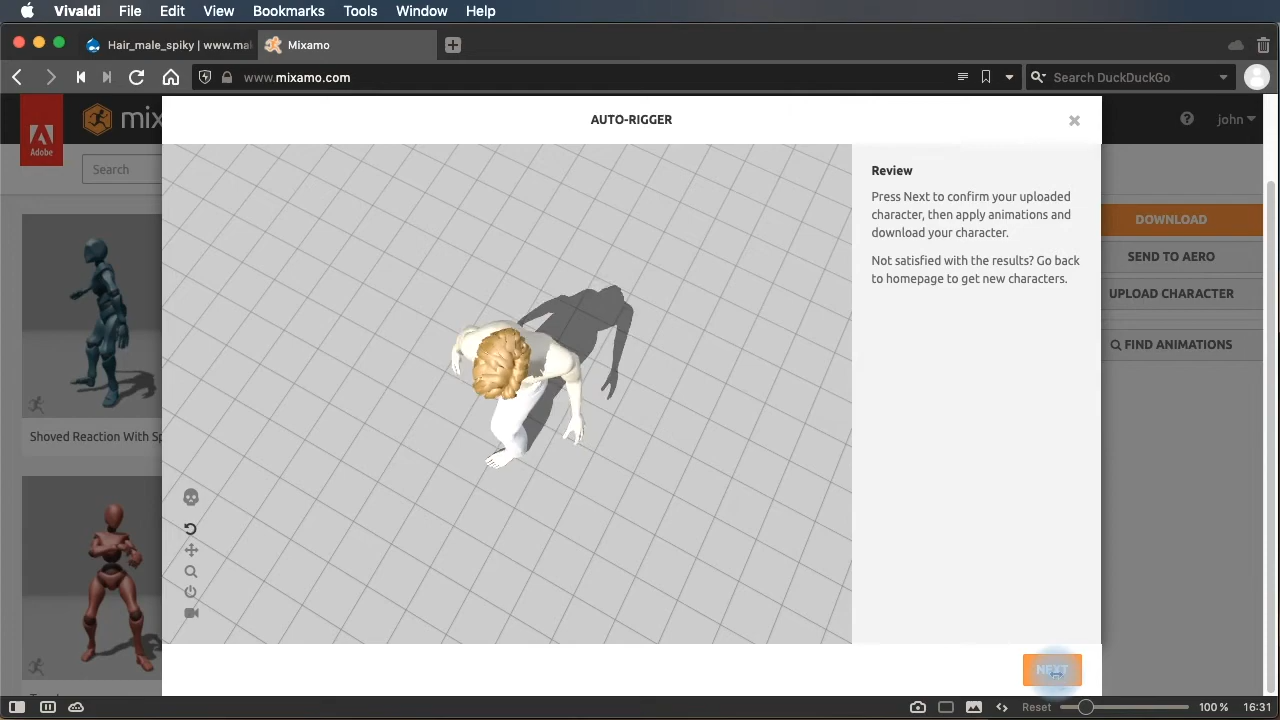 Vivaldi File Edit View Bookmarks Tools Window Help
Hair_male_spiky | www.ma
Mixamo
www.mixamo.com
Search DuckDuckGo
Adobe
mix
john
AUTO-RIGGER
Search
Review
Press Next to confirm your uploaded
character, then apply animations and
download your character.
Not satisfied with the results? Go back
to homepage to get new characters.
DOWNLOAD
SEND TO AERO
UPLOAD CHARACTER
FIND ANIMATIONS
Shoved Reaction With Sp
NEXT
Reset
100 %
16:31